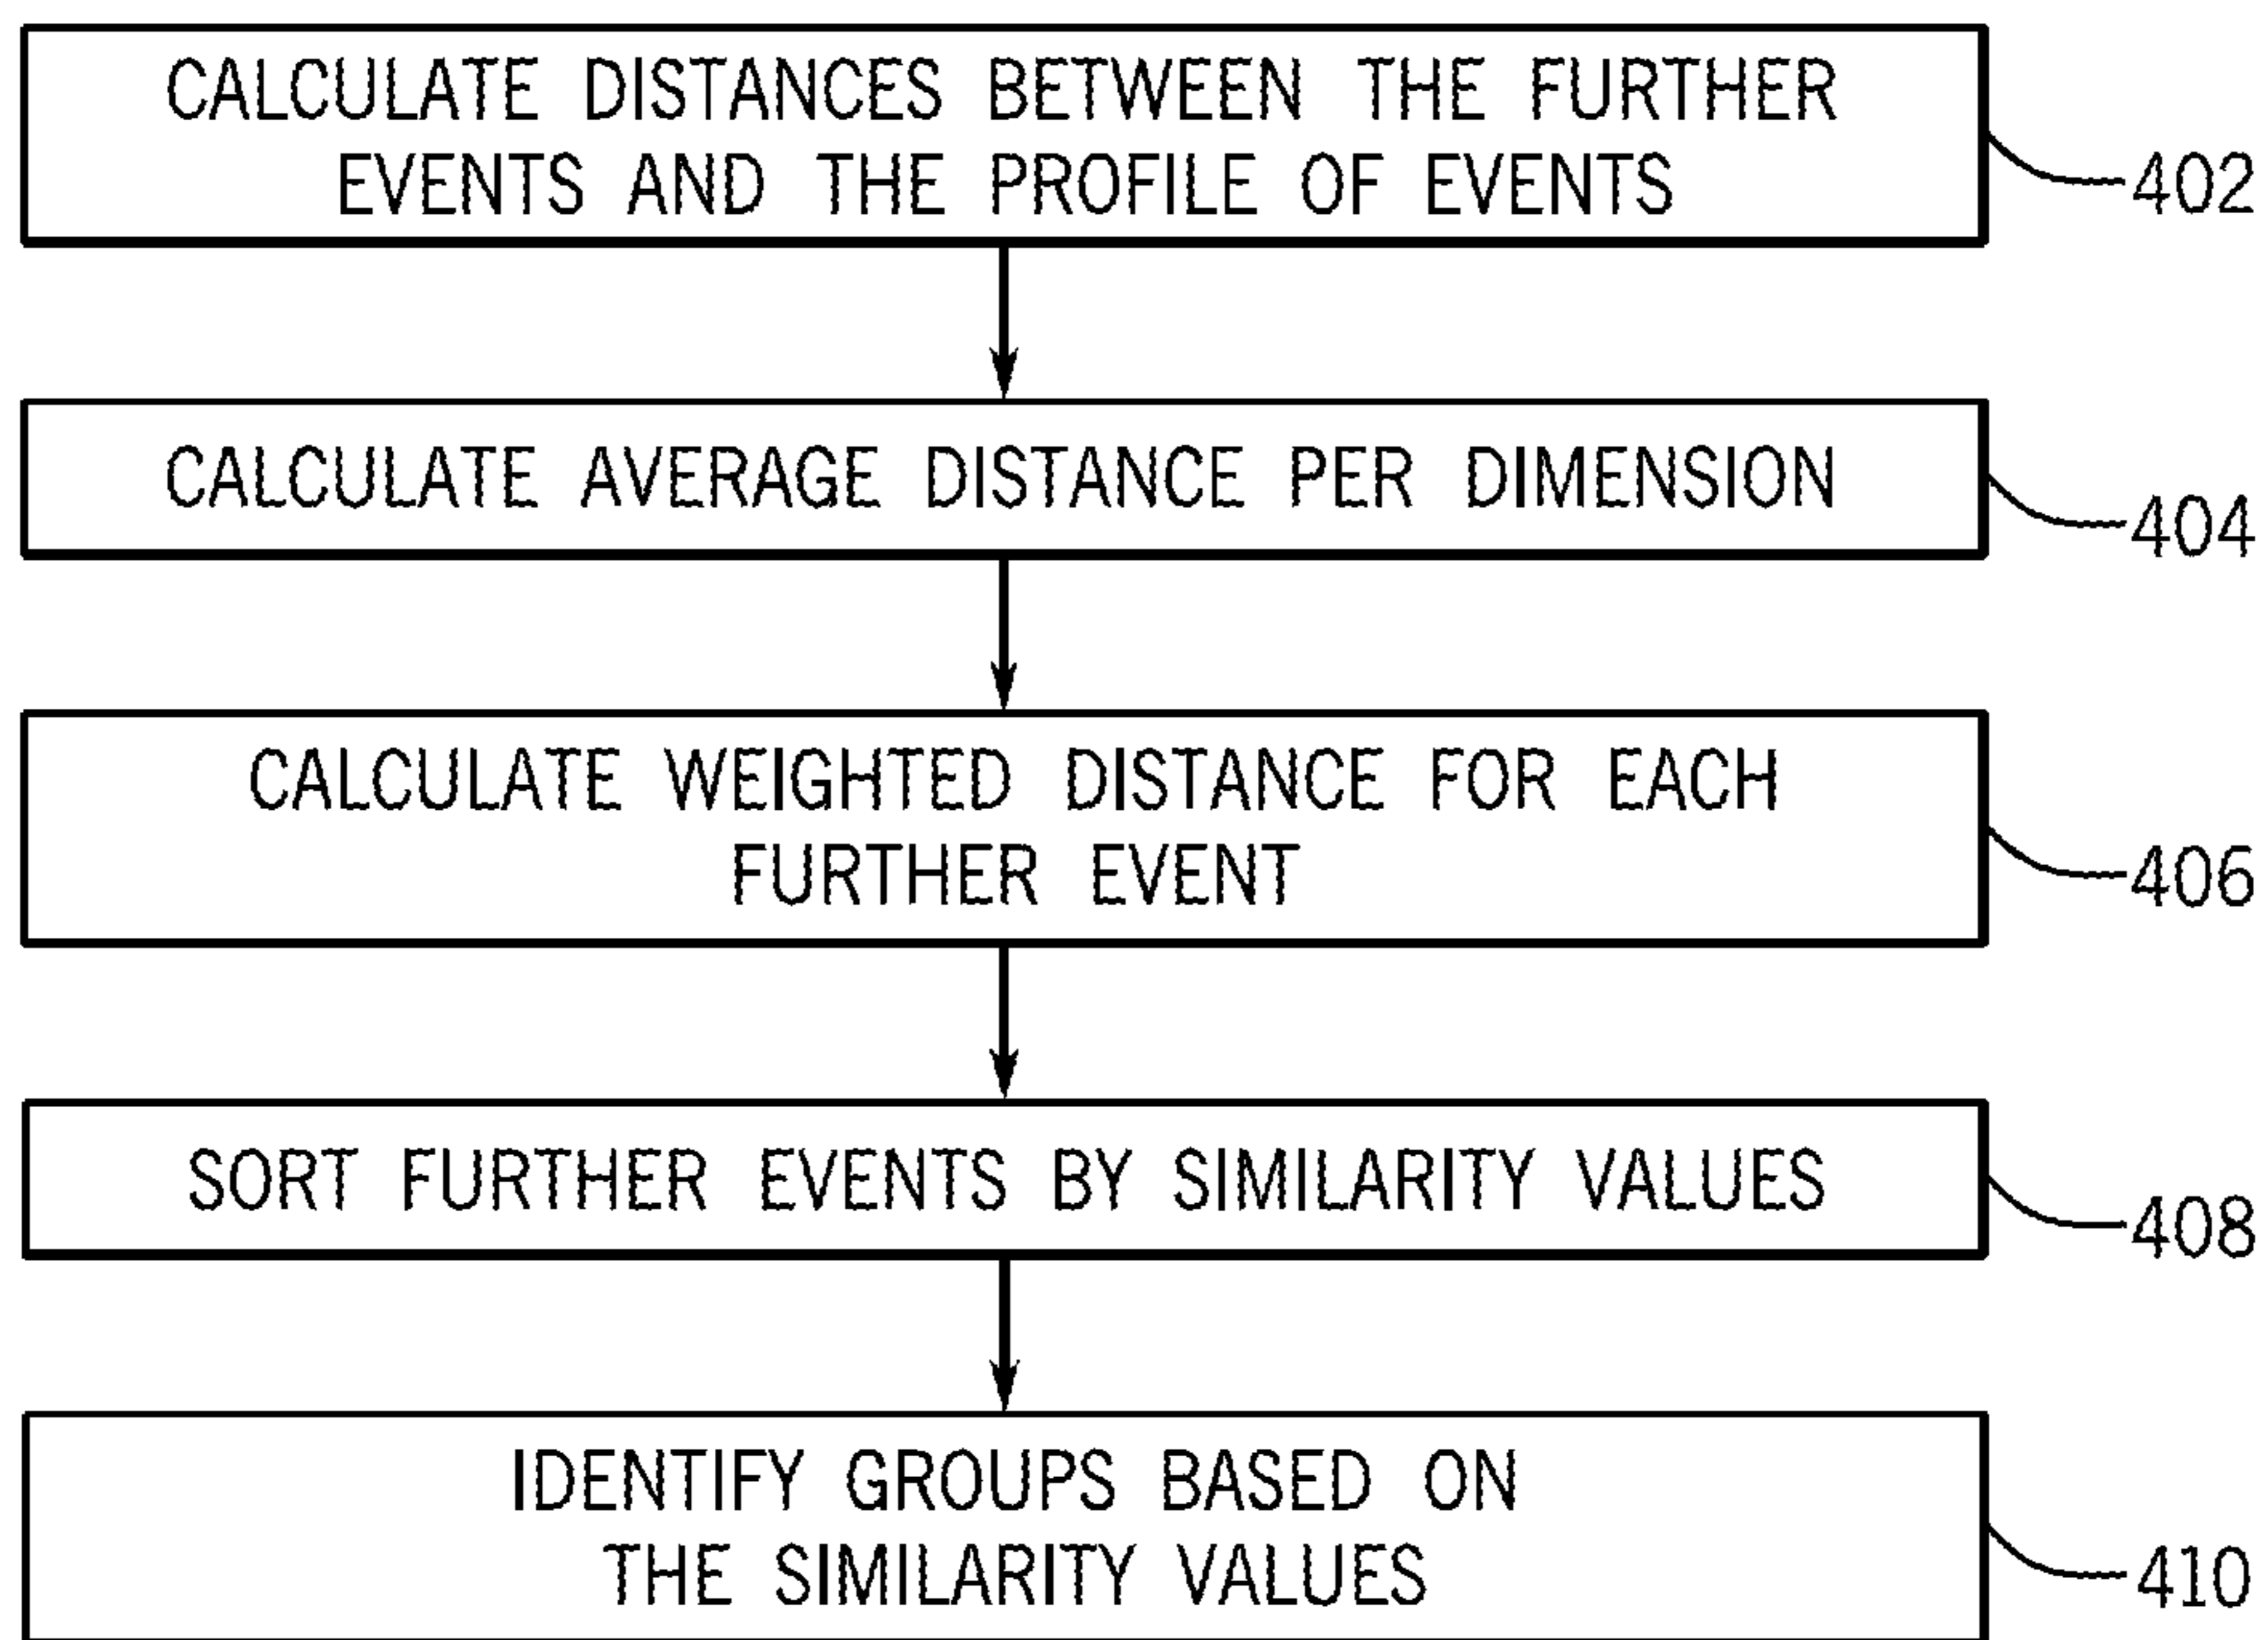 CALCULATE DISTANCES BETWEEN THE FURTHER
EVENTS AND THE PROFILE OF EVENTS
402
CALCULATE AVERAGE DISTANCE PER DIMENSION
404
CALCULATE WEIGHTED DISTANCE FOR EACH
FURTHER EVENT
406
SORT FURTHER EVENTS BY SIMILARITY VALUES
408
IDENTIFY GROUPS BASED ON
THE SIMILARITY VALUES
410